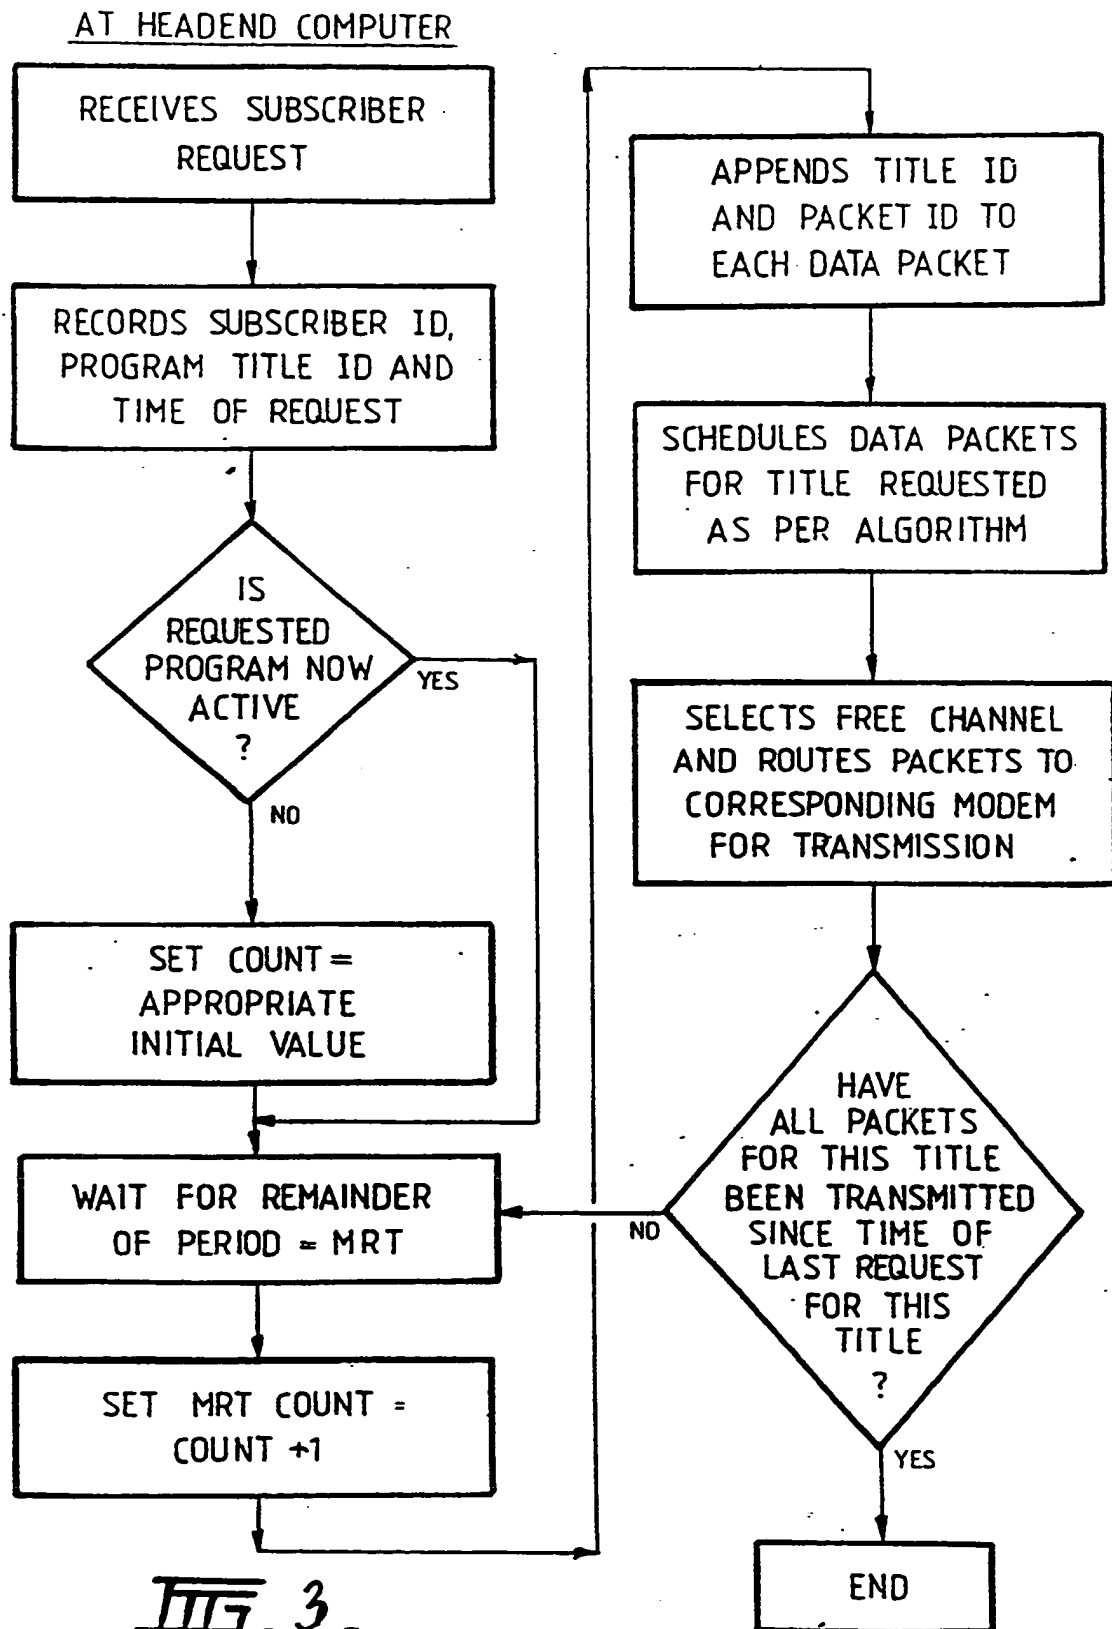 AT HEADEND COMPUTER
RECEIVES SUBSCRIBER
REQUEST
RECORDS SUBSCRIBER ID,
PROGRAM TITLE ID AND
TIME OF REQUEST
IS
REQUESTED
PROGRAM NOW
ACTIVE
?
YES
NO
SET COUNT =
APPROPRIATE
INITIAL VALUE
WAIT FOR REMAINDER
OF PERIOD = MRT
SET MRT COUNT =
COUNT +1
APPENDS TITLE ID
AND PACKET ID TO
EACH DATA PACKET
SCHEDULES DATA PACKETS
FOR TITLE REQUESTED
AS PER ALGORITHM
SELECTS FREE CHANNEL
AND ROUTES PACKETS TO
CORRESPONDING MODEM
FOR TRANSMISSION
HAVE
ALL PACKETS
FOR THIS TITLE
BEEN TRANSMITTED
SINCE TIME OF
LAST REQUEST
FOR THIS
TITLE
?
NO
YES
END
FIG. 3.